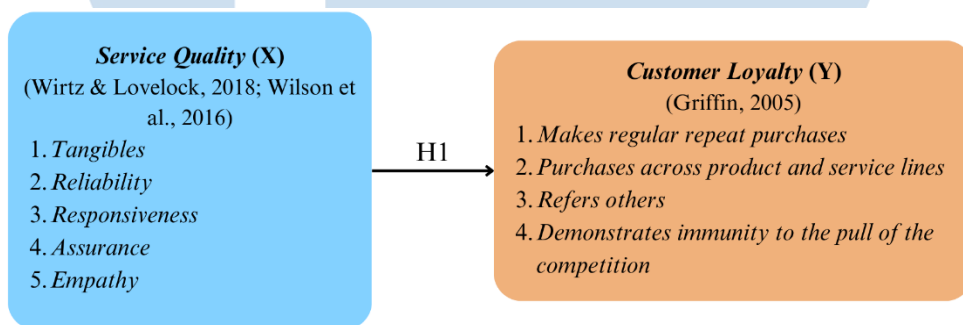 Service Quality (X)
(Wirtz & Lovelock, 2018; Wilson et
al., 2016)
1. Tangibles
2. Reliability
3. Responsiveness
4. Assurance
5. Empathy
H1
Customer Loyalty (Y)
(Griffin, 2005)
1. Makes regular repeat purchases
2. Purchases across product and service lines
3. Refers others
4. Demonstrates immunity to the pull of the
competition